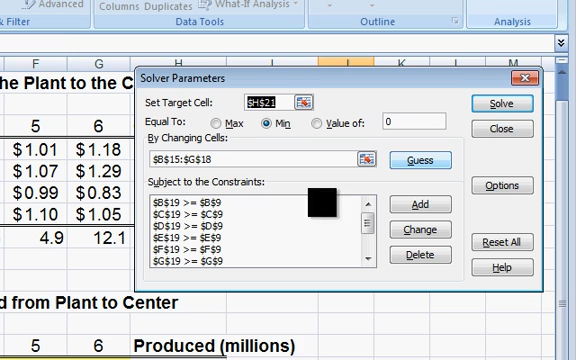 Advanced
Columns Duplicates What-If Analysis
& Filter Data Tools Outline Analysis
F G H I J K L M
he Plant to the C
5 6
$1.01 $1.18
$1.07 $1.29
$0.99 $0.83
$1.10 $1.05
4.9 12.1
Solver Parameters
Set Target Cell: $H$21 Solve
Equal To: Max Min Value of: 0 Close
By Changing Cells:
$B$15:$G$18 Guess
Subject to the Constraints: Options
$B$19 >= $B$9 Add
$C$19 >= $C$9
$D$19 >= $D$9 Change
$E$19 >= $E$9 Reset All
$F$19 >= $F$9 Delete
$G$19 >= $G$9 Help
d from Plant to Center
5 6 Produced (millions)